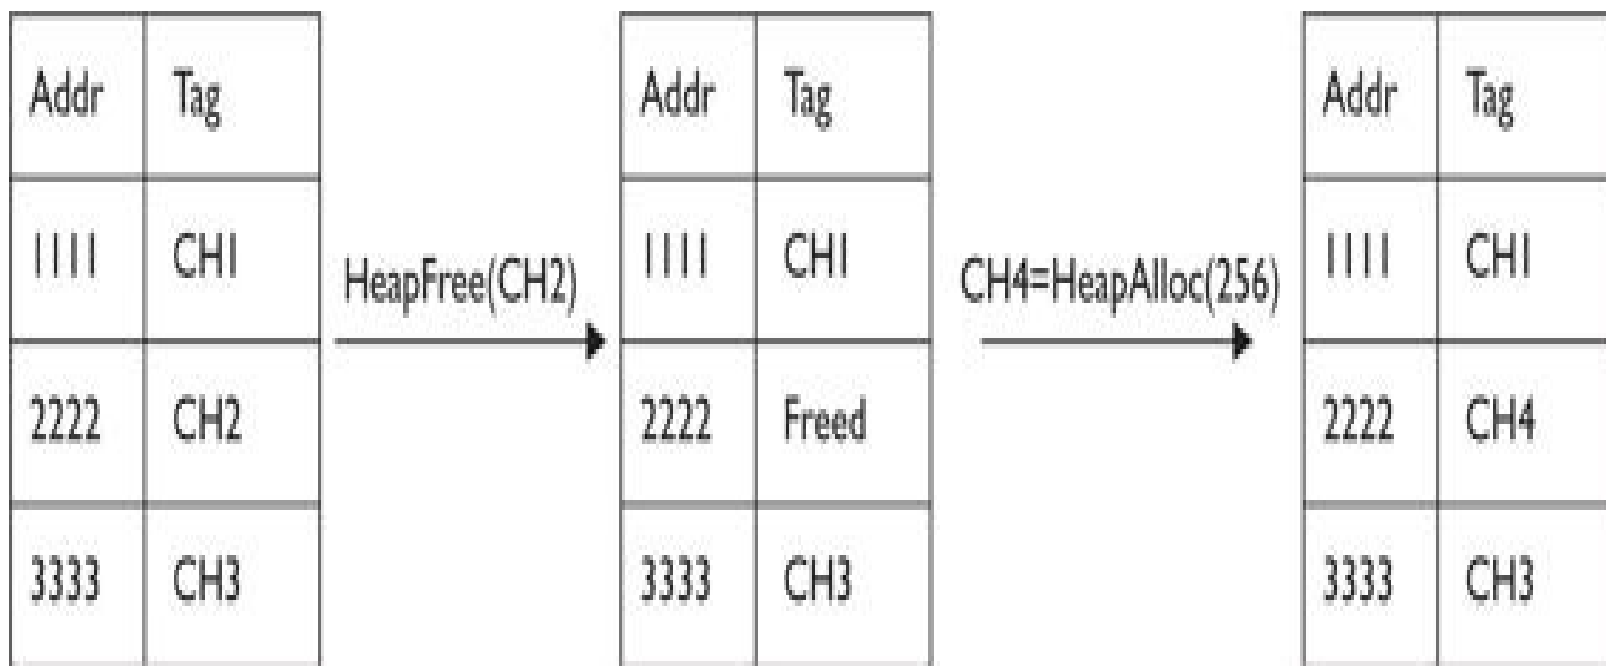 Addr Tag
1111 CH1
2222 CH2
3333 CH3
HeapFree(CH2)
Addr Tag
1111 CH1
2222 Freed
3333 CH3
CH4=HeapAlloc(256)
Addr Tag
1111 CH1
2222 CH4
3333 CH3